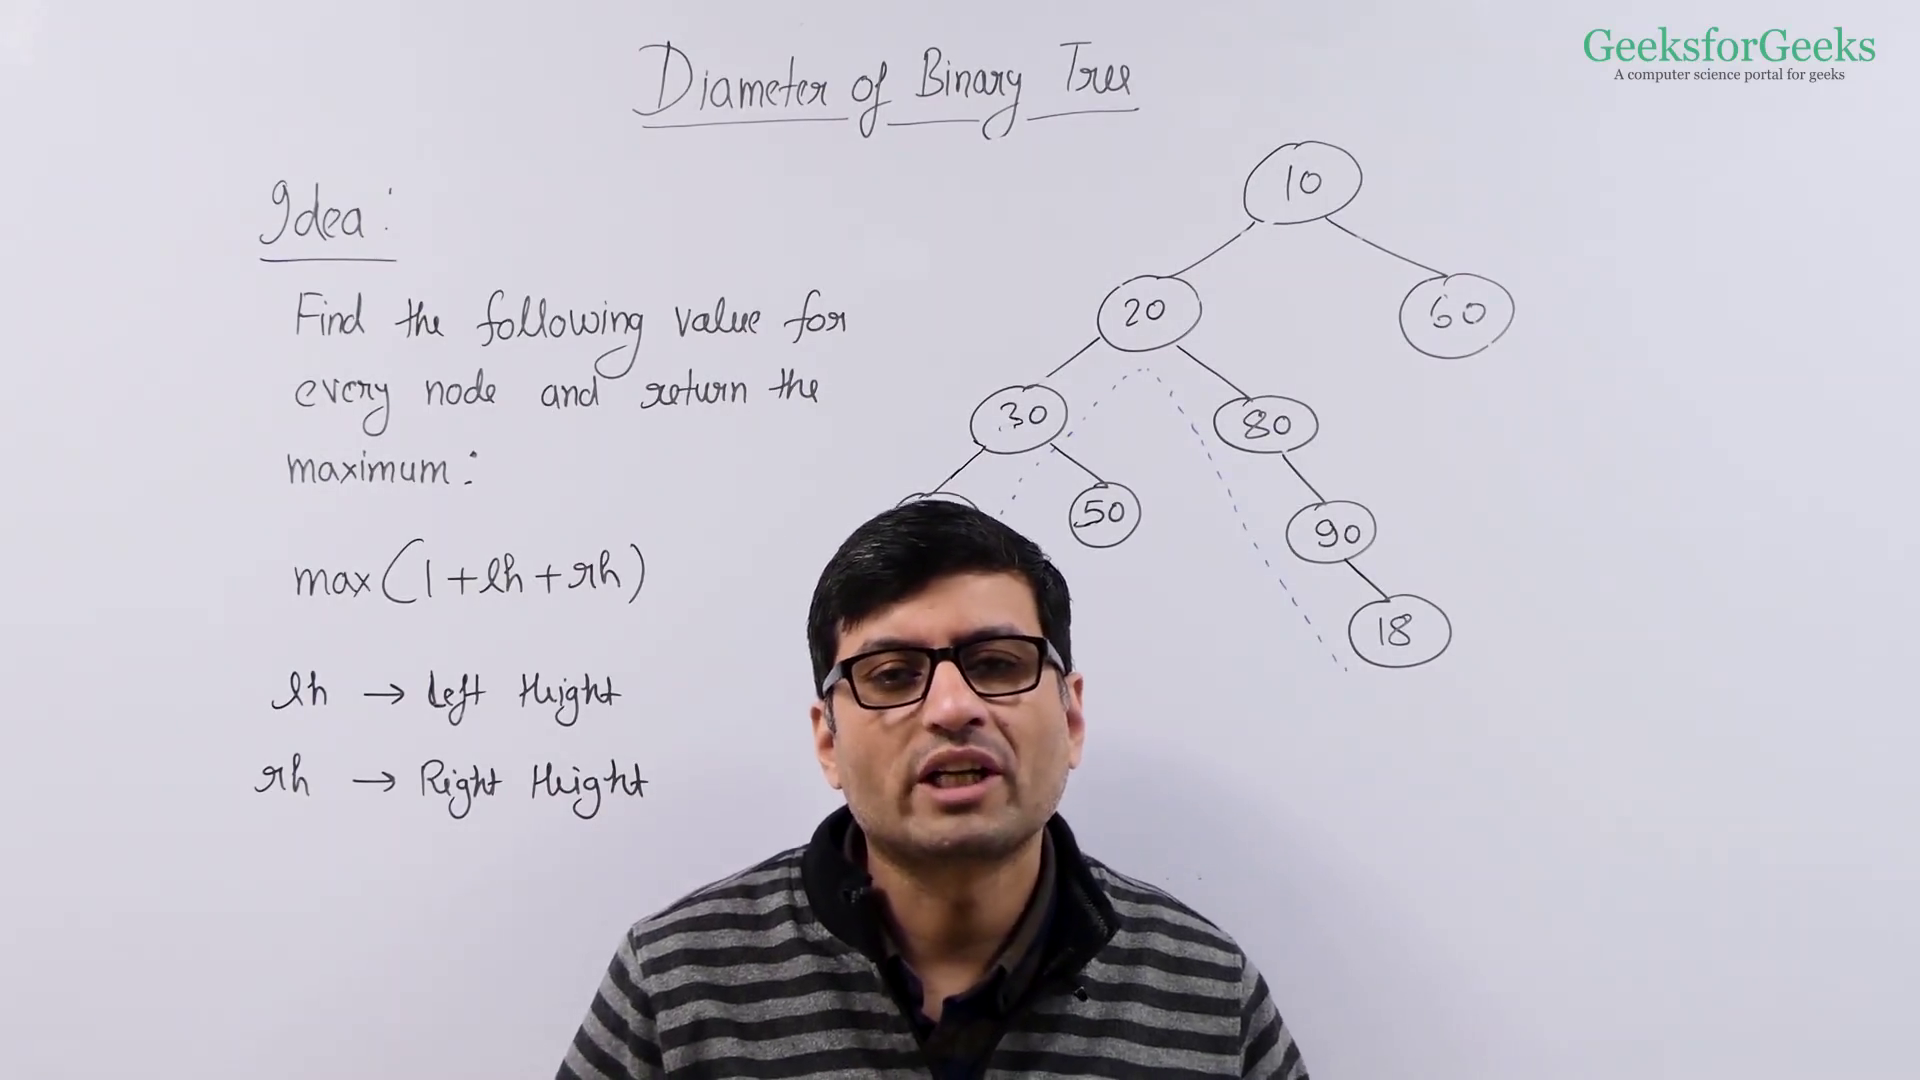 GeeksforGeeks
A computer science portal for geeks
Diameter of Binary Tree
Idea:
Find the following value for
every node and return the
maximum:
max(1+lh+rh)
lh → Left Height
rh → Right Height
10
20
60
30
80
50
90
18